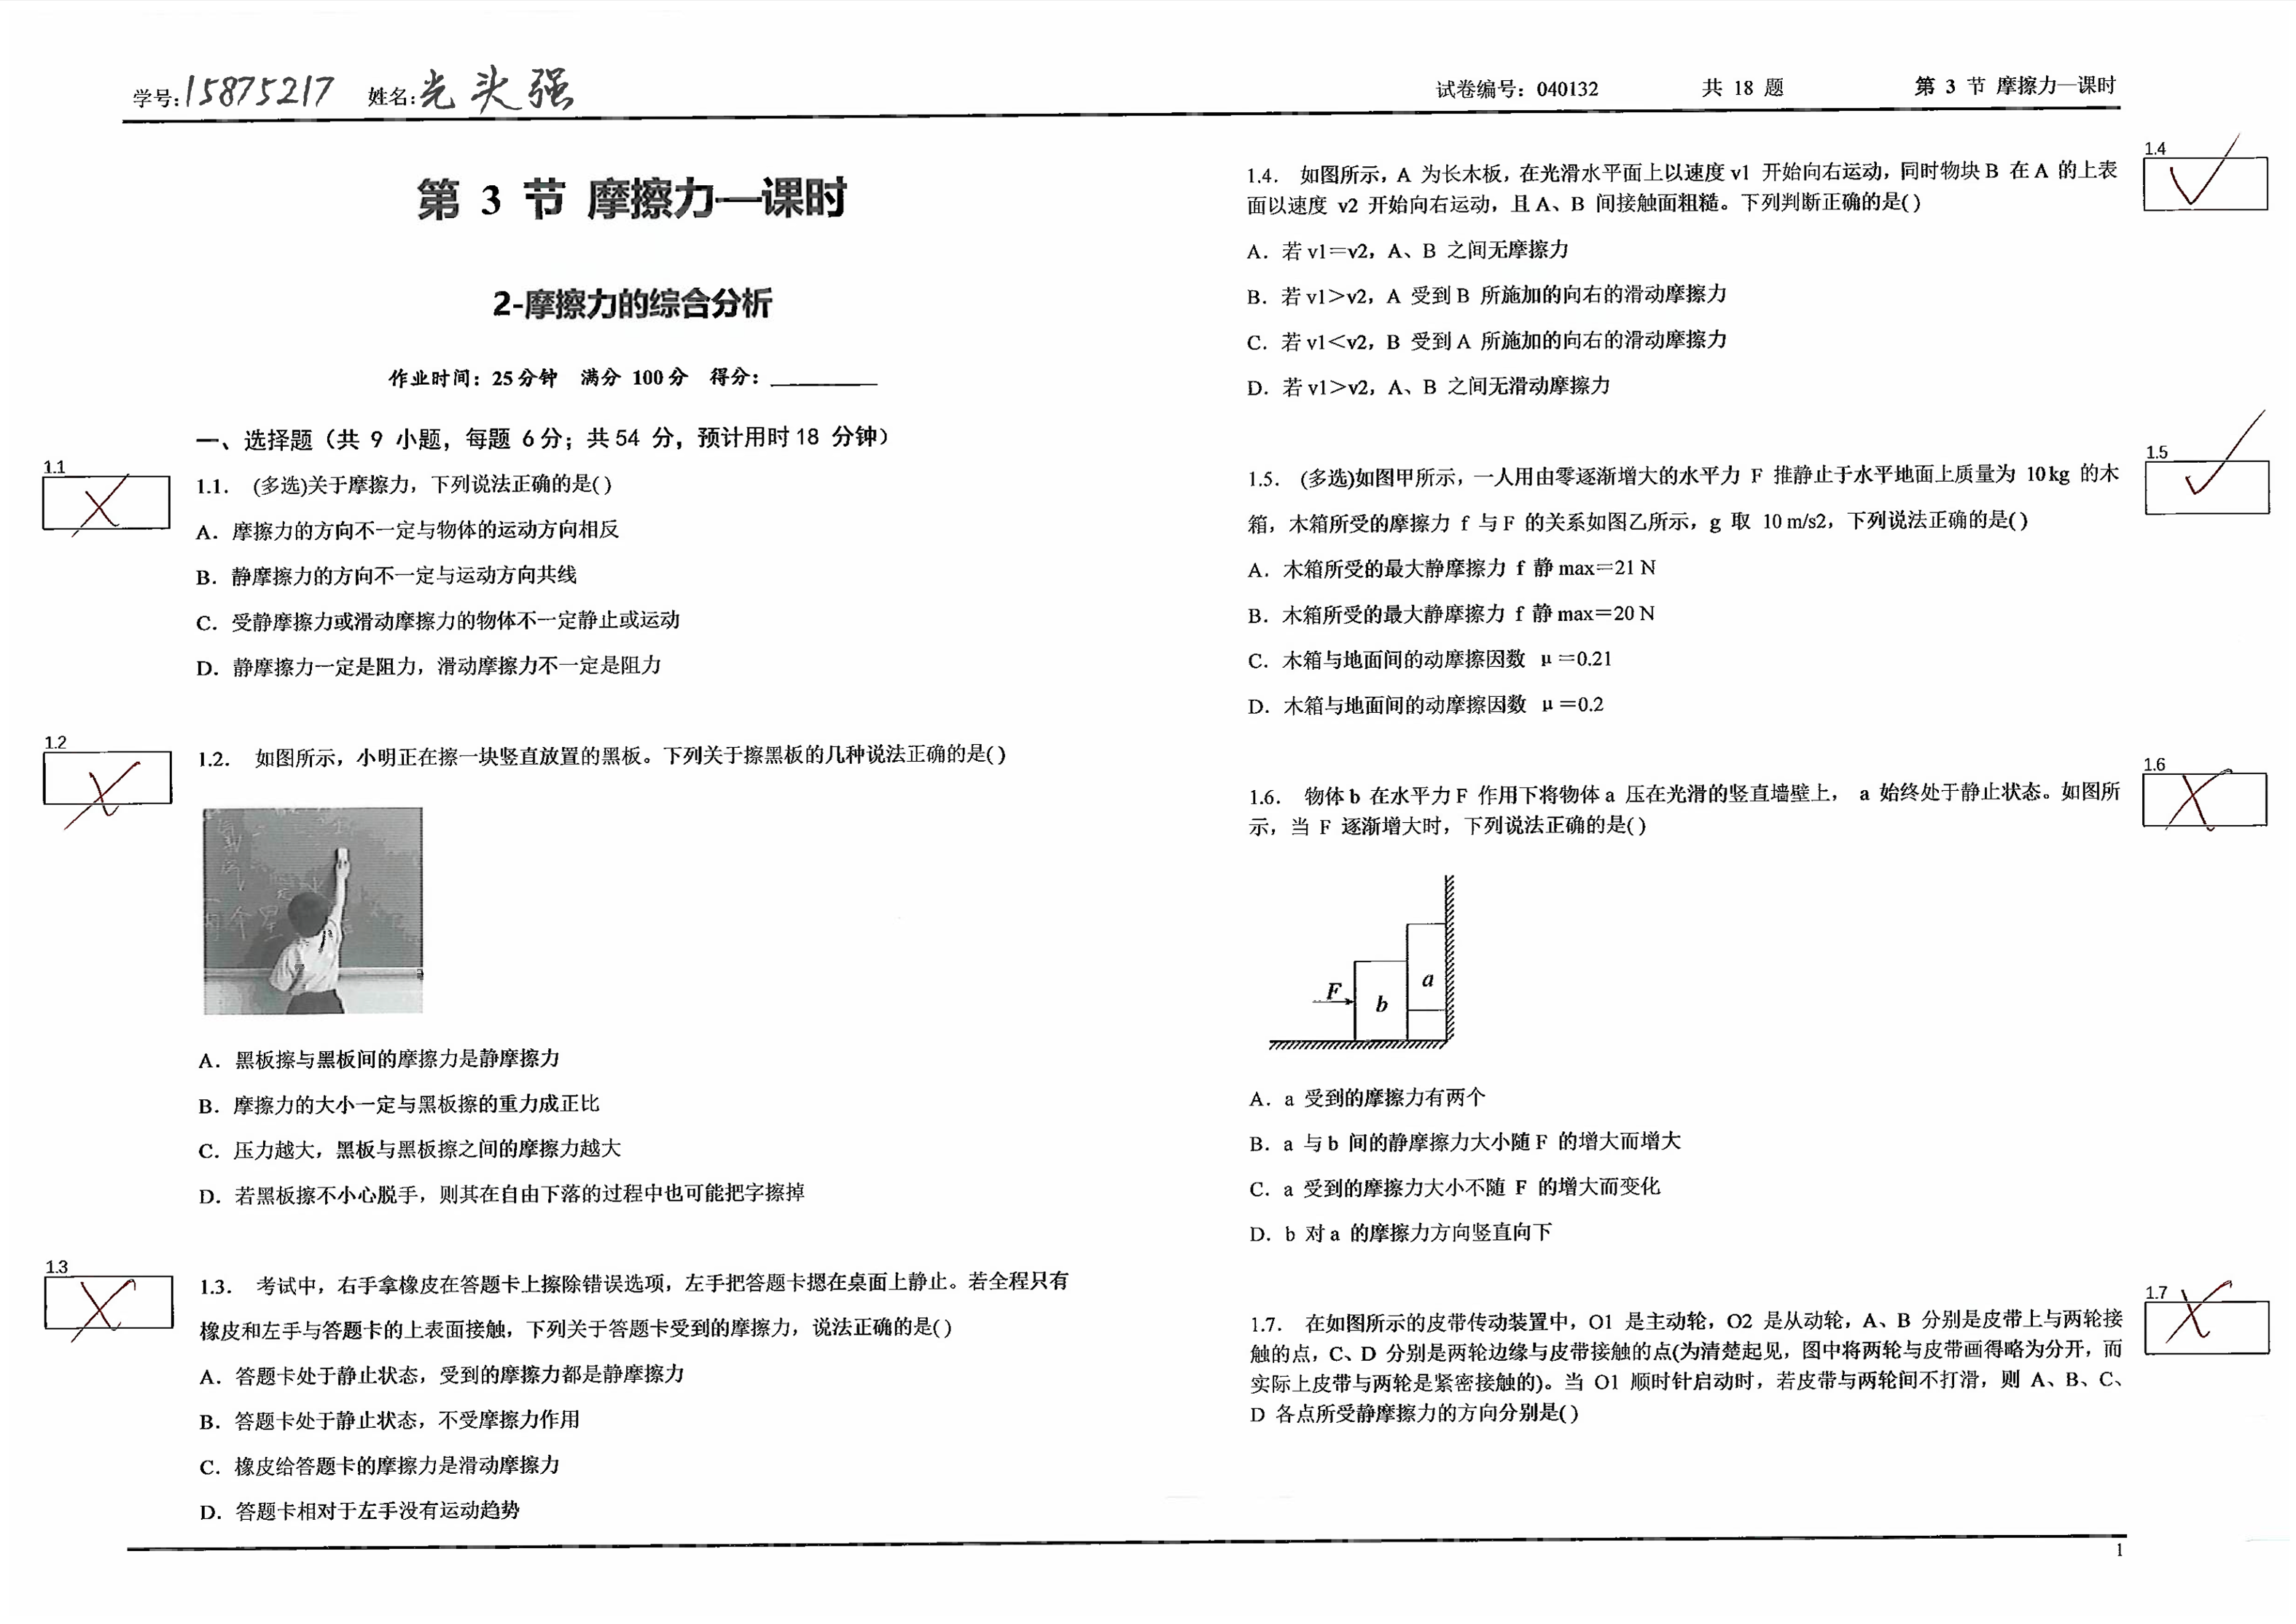 学号:15875217 姓名:光头强 试卷编号：040132 共 18 题 第 3 节 摩擦力—课时
第 3 节 摩擦力—课时
2-摩擦力的综合分析
作业时间：25分钟 满分 100分 得分：
一、选择题（共 9 小题，每题 6分；共54 分，预计用时18 分钟）
1.1
1.1. (多选)关于摩擦力，下列说法正确的是( )
A. 摩擦力的方向不一定与物体的运动方向相反
B. 静摩擦力的方向不一定与运动方向共线
C. 受静摩擦力或滑动摩擦力的物体不一定静止或运动
D. 静摩擦力一定是阻力，滑动摩擦力不一定是阻力
1.2
1.2. 如图所示，小明正在擦一块竖直放置的黑板。下列关于擦黑板的几种说法正确的是( )
A. 黑板擦与黑板间的摩擦力是静摩擦力
B. 摩擦力的大小一定与黑板擦的重力成正比
C. 压力越大，黑板与黑板擦之间的摩擦力越大
D. 若黑板擦不小心脱手，则其在自由下落的过程中也可能把字擦掉
1.3
1.3. 考试中，右手拿橡皮在答题卡上擦除错误选项，左手把答题卡摁在桌面上静止。若全程只有
橡皮和左手与答题卡的上表面接触，下列关于答题卡受到的摩擦力，说法正确的是( )
A. 答题卡处于静止状态，受到的摩擦力都是静摩擦力
B. 答题卡处于静止状态，不受摩擦力作用
C. 橡皮给答题卡的摩擦力是滑动摩擦力
D. 答题卡相对于左手没有运动趋势
1.4
1.4. 如图所示，A 为长木板，在光滑水平面上以速度v1 开始向右运动，同时物块B 在A 的上表
面以速度 v2 开始向右运动，且A、B 间接触面粗糙。下列判断正确的是( )
A. 若v1＝v2，A、B 之间无摩擦力
B. 若v1＞v2，A 受到B 所施加的向右的滑动摩擦力
C. 若v1＜v2，B 受到A 所施加的向右的滑动摩擦力
D. 若v1＞v2，A、B 之间无滑动摩擦力
1.5
1.5. (多选)如图甲所示，一人用由零逐渐增大的水平力 F 推静止于水平地面上质量为 10 kg 的木
箱，木箱所受的摩擦力 f 与F 的关系如图乙所示，g 取 10 m/s2，下列说法正确的是( )
A. 木箱所受的最大静摩擦力 f 静max＝21 N
B. 木箱所受的最大静摩擦力 f 静max＝20 N
C. 木箱与地面间的动摩擦因数 μ＝0.21
D. 木箱与地面间的动摩擦因数 μ＝0.2
1.6
1.6. 物体b 在水平力F 作用下将物体a 压在光滑的竖直墙壁上， a 始终处于静止状态。如图所
示，当 F 逐渐增大时，下列说法正确的是( )
F
b
a
A. a 受到的摩擦力有两个
B. a 与b 间的静摩擦力大小随F 的增大而增大
C. a 受到的摩擦力大小不随 F 的增大而变化
D. b 对a 的摩擦力方向竖直向下
1.7
1.7. 在如图所示的皮带传动装置中，O1 是主动轮，O2 是从动轮，A、B 分别是皮带上与两轮接
触的点，C、D 分别是两轮边缘与皮带接触的点(为清楚起见，图中将两轮与皮带画得略为分开，而
实际上皮带与两轮是紧密接触的)。当 O1 顺时针启动时，若皮带与两轮间不打滑，则 A、B、C、
D 各点所受静摩擦力的方向分别是( )
1